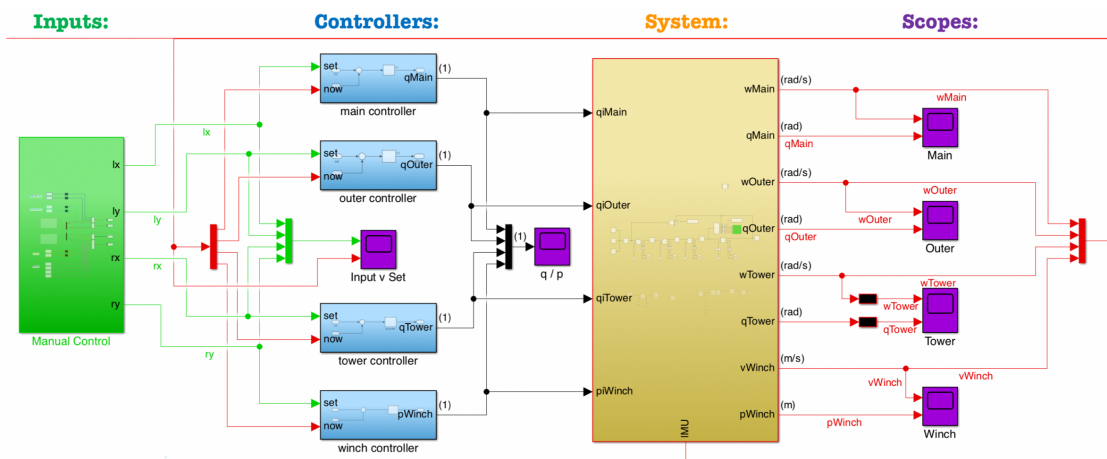 Inputs:
Controllers:
System:
Scopes:
lx
ly
rx
ry
Manual Control
lx
ly
rx
ry
set
now
qMain
(1)
main controller
set
now
qOuter
(1)
outer controller
Input v Set
(1)
q / p
set
now
qTower
(1)
tower controller
set
now
pWinch
(1)
winch controller
qiMain
qiOuter
qiTower
piWinch
wMain
qMain
wOuter
qOuter
wTower
qTower
vWinch
pWinch
IMU
(rad/s)
wMain
(rad)
qMain
Main
(rad/s)
wOuter
wOuter
(rad)
qOuter
Outer
(rad/s)
wTower
wTower
(rad)
qTower
Tower
(m/s)
vWinch
vWinch
(m)
pWinch
Winch